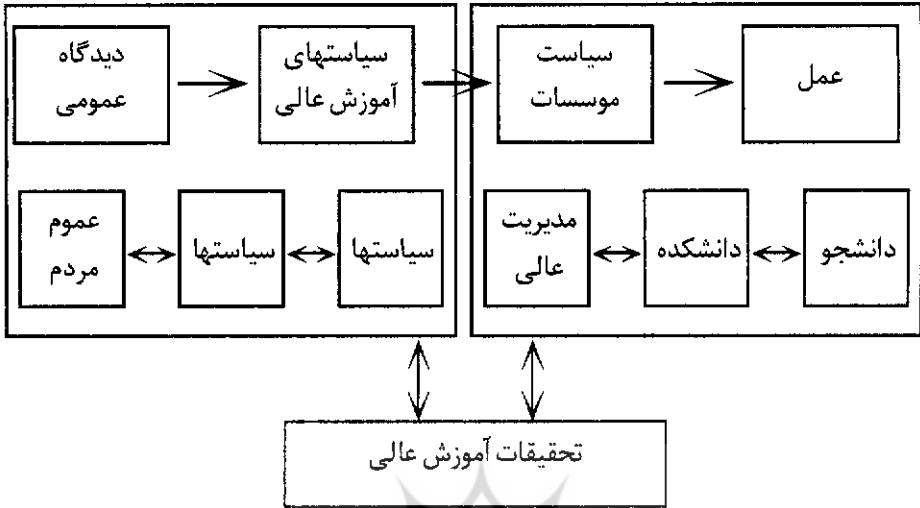 دیدگاه
عمومی
سیاستهای
آموزش عالی
سیاست
موسسات
عمل
عموم
مردم
سیاستها
سیاستها
مدیریت
عالی
دانشکده
دانشجو
تحقیقات آموزش عالی